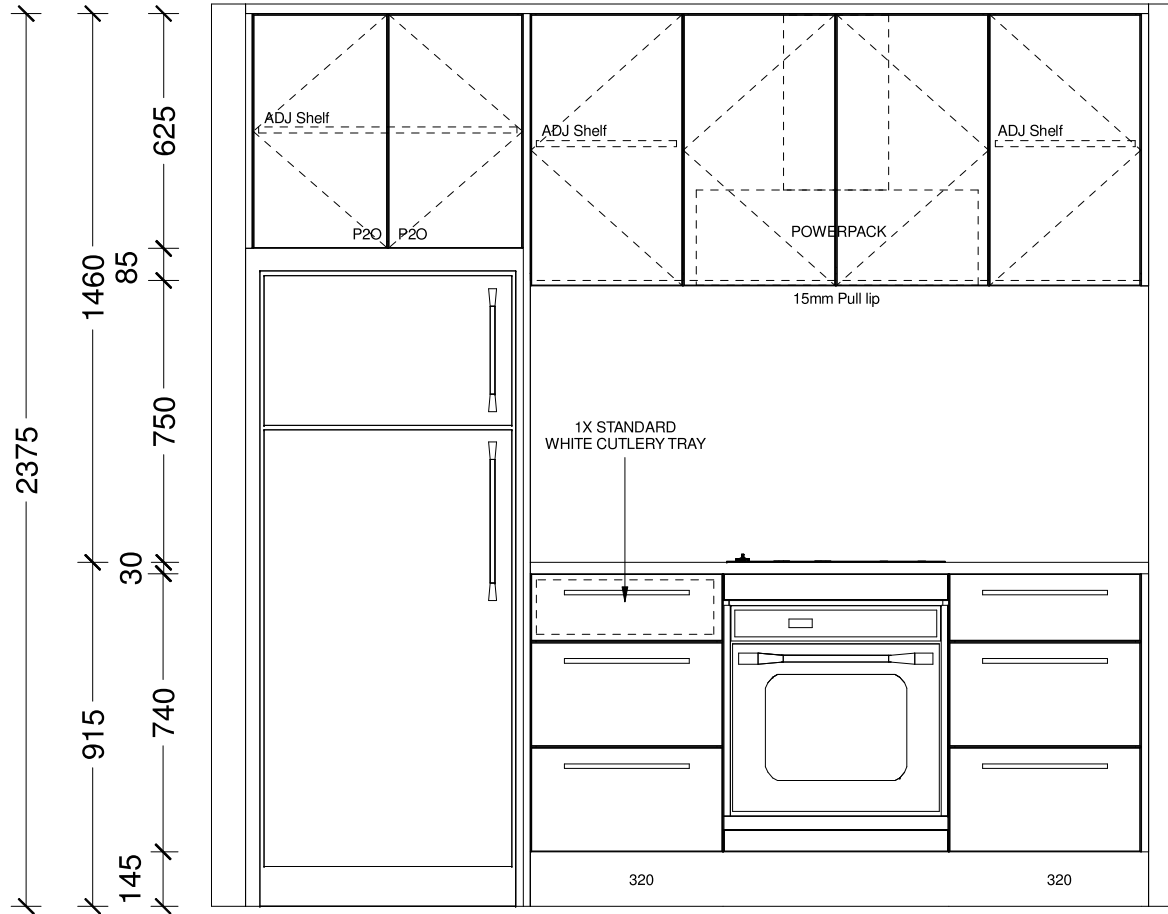 ADJ Shelf
ADJ Shelf
ADJ Shelf
P2O
P2O
POWERPACK
15mm Pull lip
1X STANDARD
WHITE CUTLERY TRAY
2375
1460
915
625
85
750
30
740
145
320
320